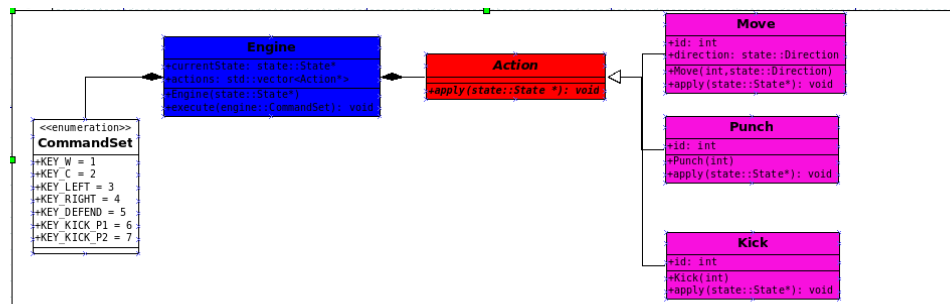 Engine
+currentState: state::State*
+actions: std::vector<Action*>
+Engine(state::State*)
+execute(engine::CommandSet): void
<<enumeration>>
CommandSet
+KEY_W = 1
+KEY_C = 2
+KEY_LEFT = 3
+KEY_RIGHT = 4
+KEY_DEFEND = 5
+KEY_KICK_P1 = 6
+KEY_KICK_P2 = 7
Action
+apply(state::State *): void
Move
+id: int
+direction: state::Direction
+Move(int,state::Direction)
+apply(state::State*): void
Punch
+id: int
+Punch(int)
+apply(state::State*): void
Kick
+id: int
+Kick(int)
+apply(state::State*): void